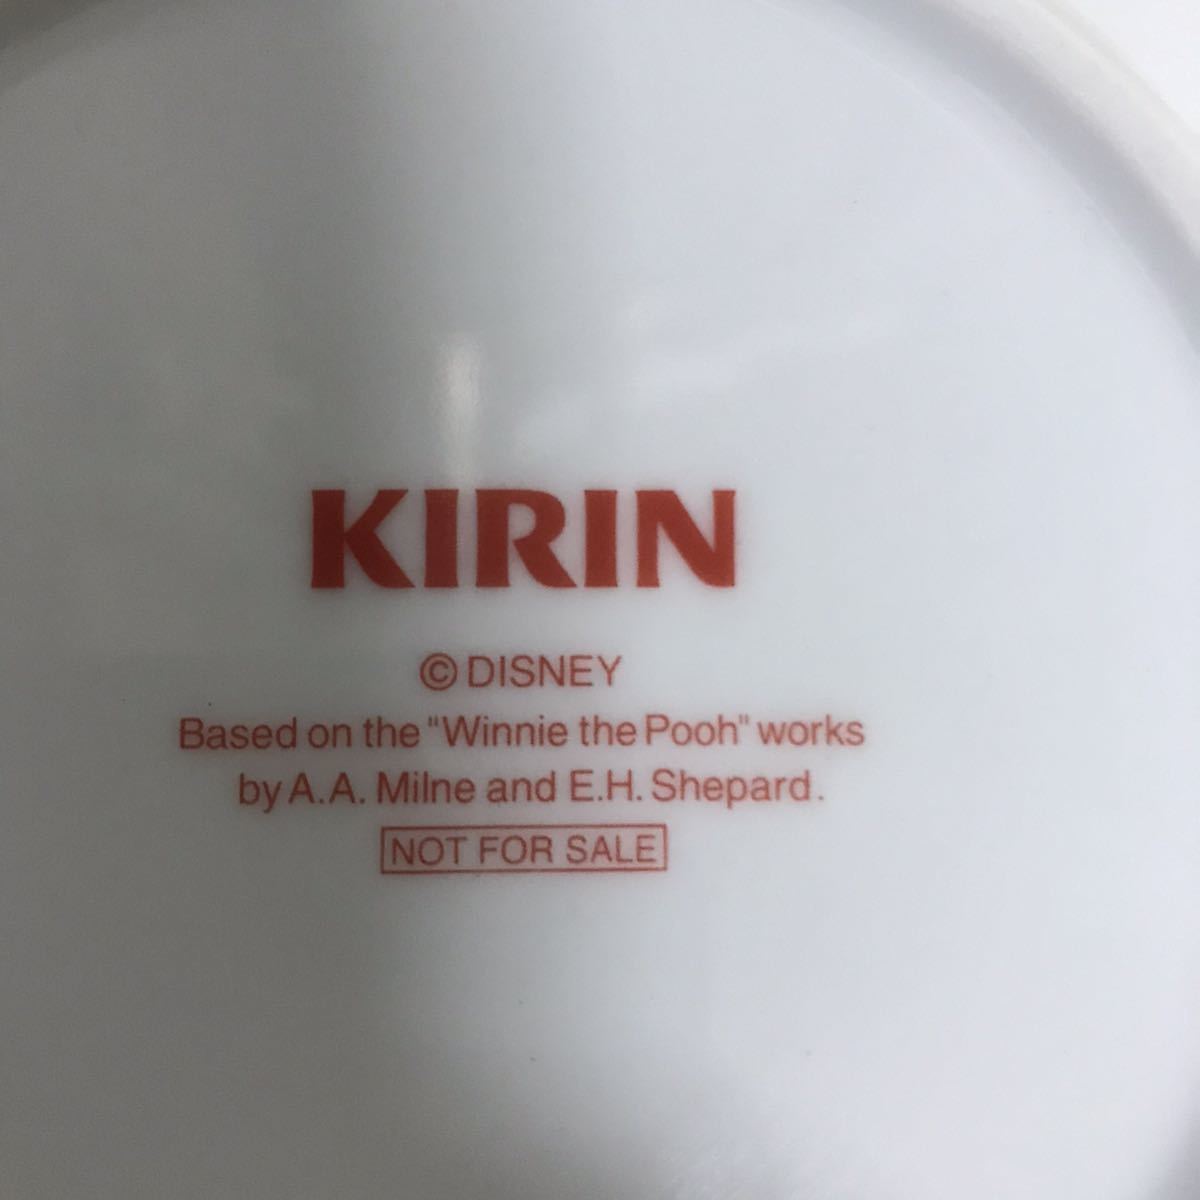 KIRIN
© DISNEY
Based on the "Winnie the Pooh" works
by A.A. Milne and E.H. Shepard.
NOT FOR SALE